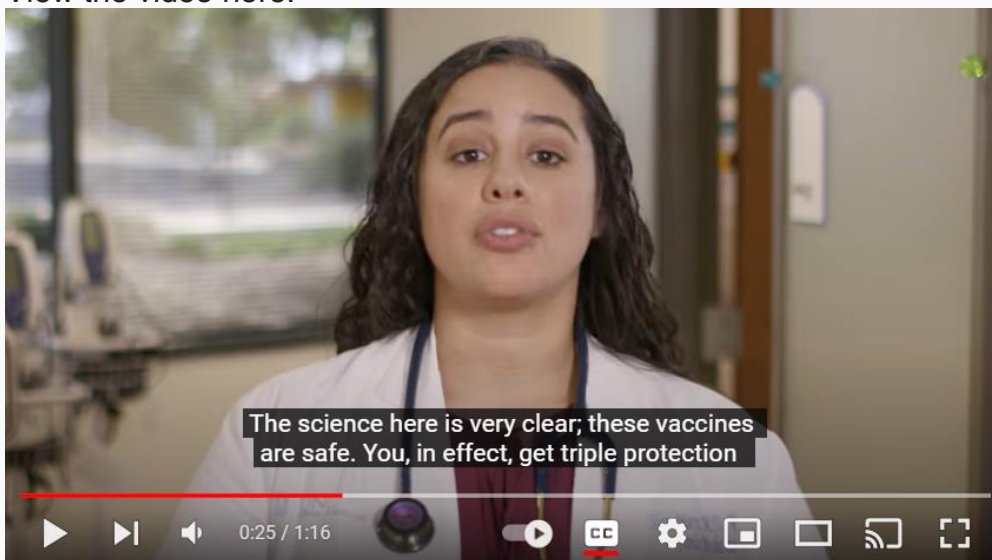 View the video here:
The science here is very clear; these vaccines
are safe. You, in effect, get triple protection
0:25 / 1:16
CC